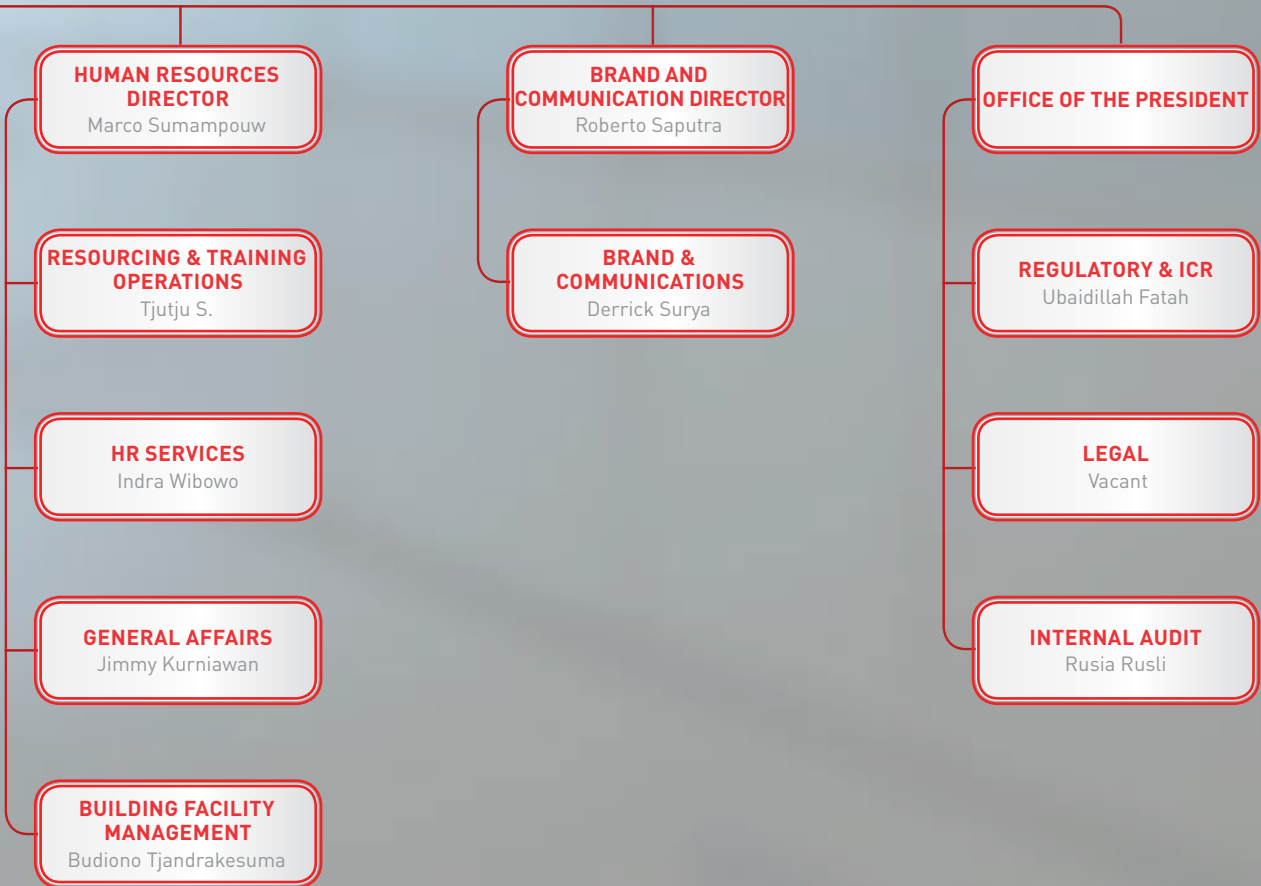 HUMAN RESOURCES
DIRECTOR
Marco Sumampouw
RESOURCING & TRAINING
OPERATIONS
Tjutju S.
HR SERVICES
Indra Wibowo
GENERAL AFFAIRS
Jimmy Kurniawan
BUILDING FACILITY
MANAGEMENT
Budiono Tjandrakesuma
BRAND AND
COMMUNICATION DIRECTOR
Roberto Saputra
BRAND &
COMMUNICATIONS
Derrick Surya
OFFICE OF THE PRESIDENT
REGULATORY & ICR
Ubaidillah Fatah
LEGAL
Vacant
INTERNAL AUDIT
Rusia Rusli